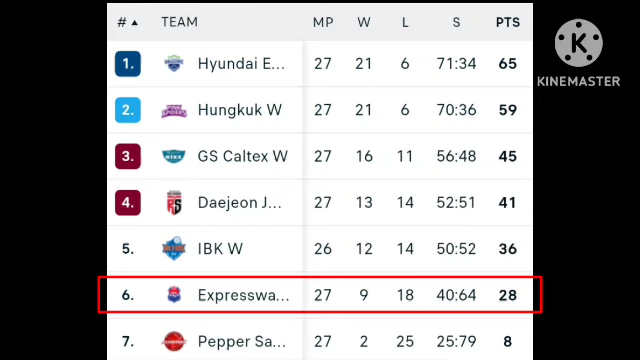 # ▲ TEAM MP W L S PTS
1. Hyundai E... 27 21 6 71:34 65
2. Hungkuk W 27 21 6 70:36 59
3. GS Caltex W 27 16 11 56:48 45
4. Daejeon J... 27 13 14 52:51 41
5. IBK W 26 12 14 50:52 36
6. Expresswa... 27 9 18 40:64 28
7. Pepper Sa... 27 2 25 25:79 8
K
KINEMASTER